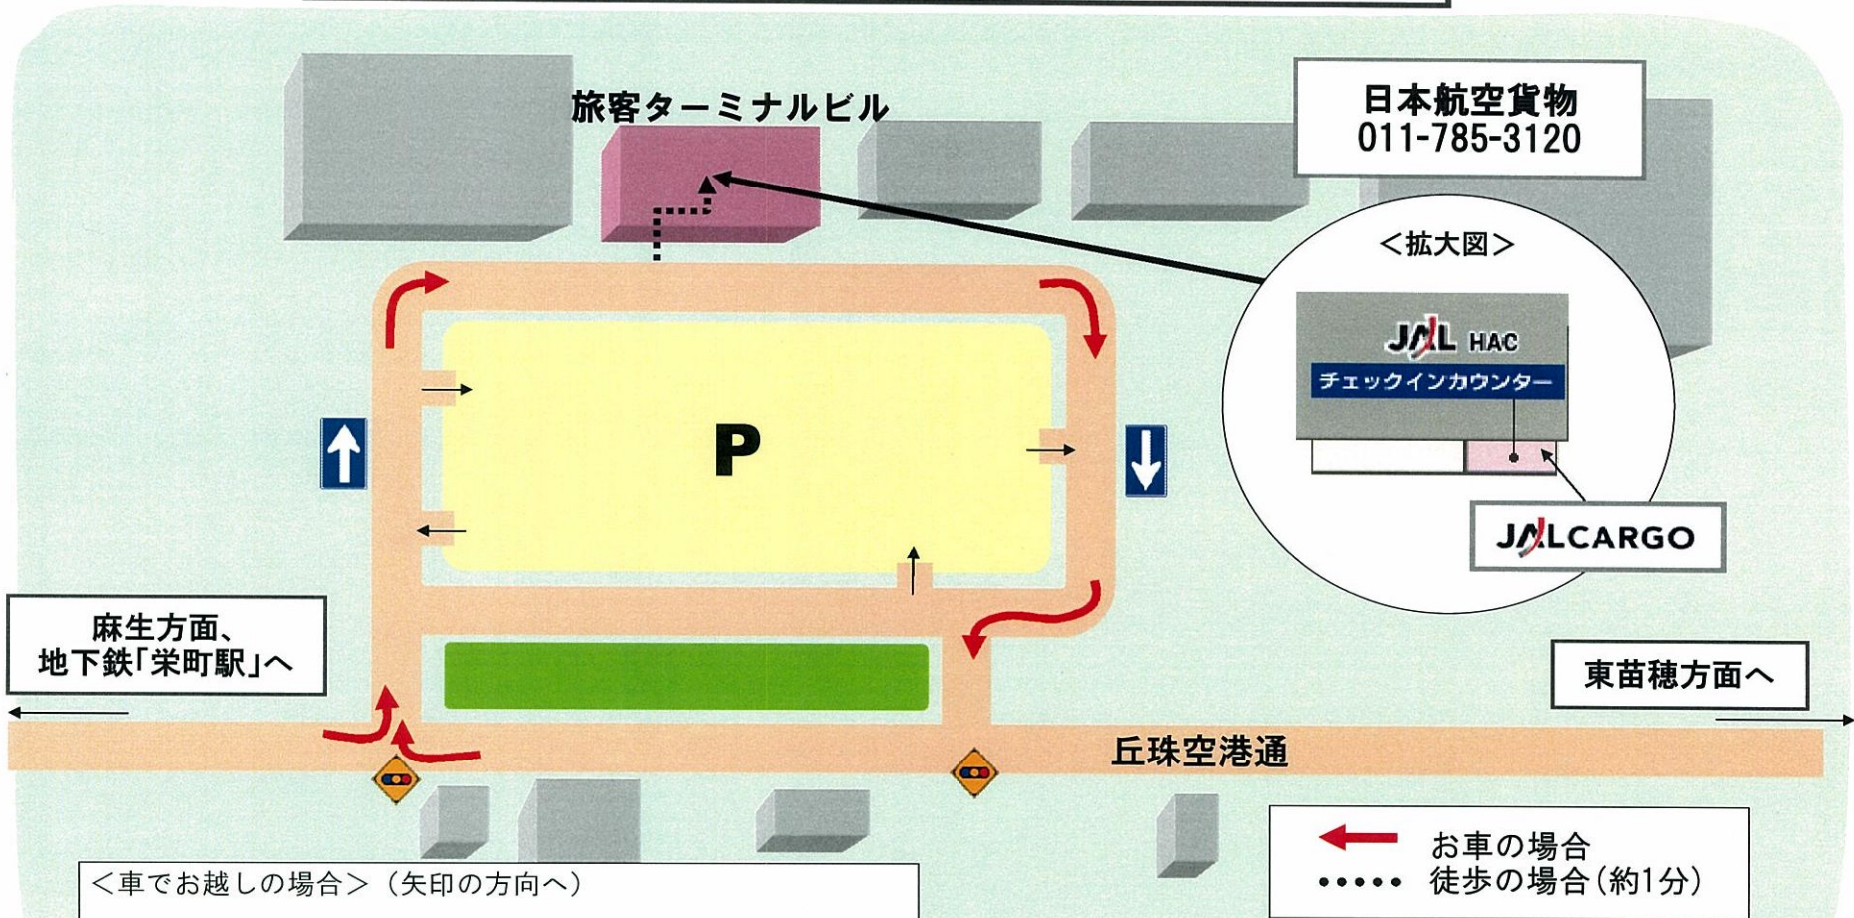 旅客ターミナルビル
日本航空貨物
011-785-3120
＜拡大図＞
JAL HAC
チェックインカウンター
P
JALCARGO
麻生方面、
地下鉄｢栄町駅｣へ
東苗穂方面へ
丘珠空港通
お車の場合
徒歩の場合(約1分)
＜車でお越しの場合＞（矢印の方向へ）